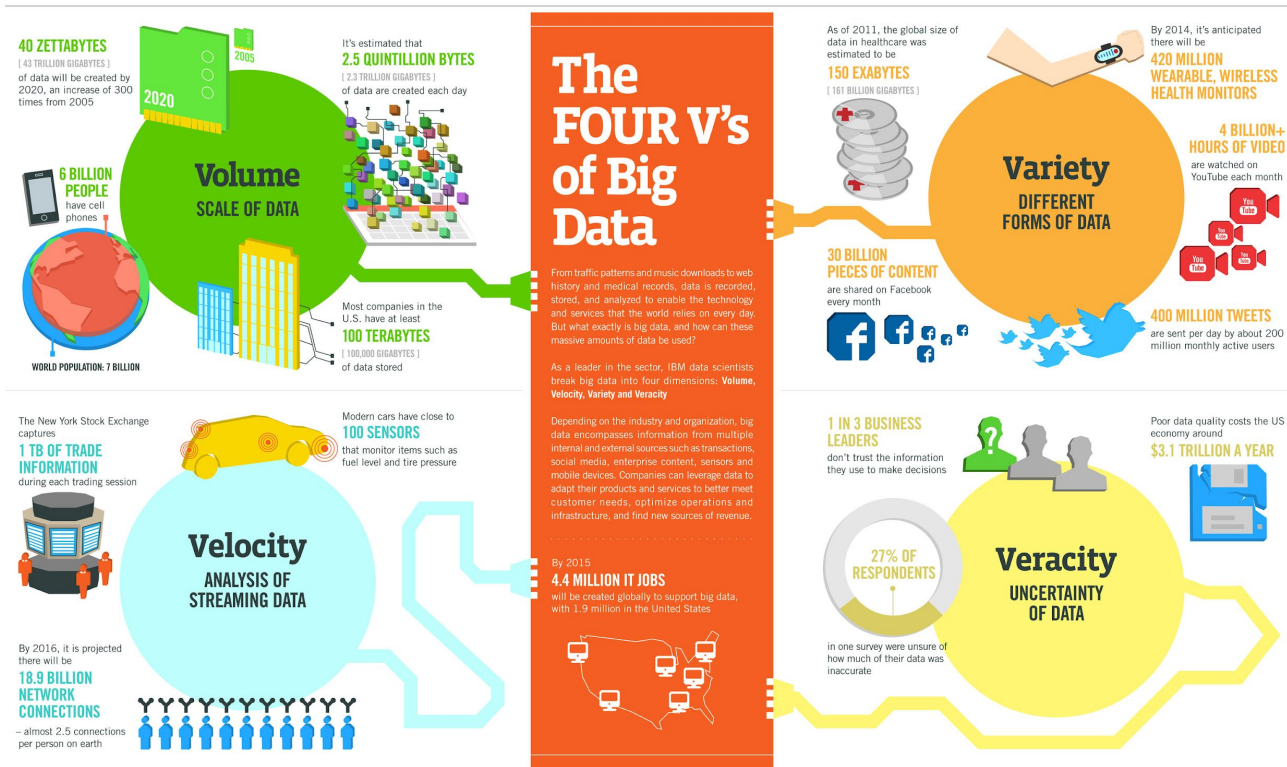 40 ZETTABYTES
[ 43 TRILLION GIGABYTES ]
of data will be created by
2020, an increase of 300
times from 2005
2005
2020
It's estimated that
2.5 QUINTILLION BYTES
[ 2.3 TRILLION GIGABYTES ]
of data are created each day
6 BILLION
PEOPLE
have cell
phones
WORLD POPULATION: 7 BILLION
Volume
SCALE OF DATA
Most companies in the
U.S. have at least
100 TERABYTES
[ 100,000 GIGABYTES ]
of data stored
The
FOUR V's
of Big
Data
From traffic patterns and music downloads to web
history and medical records, data is recorded,
stored, and analyzed to enable the technology
and services that the world relies on every day.
But what exactly is big data, and how can these
massive amounts of data be used?
As a leader in the sector, IBM data scientists
break big data into four dimensions: Volume,
Velocity, Variety and Veracity
Depending on the industry and organization, big
data encompasses information from multiple
internal and external sources such as transactions,
social media, enterprise content, sensors and
mobile devices. Companies can leverage data to
adapt their products and services to better meet
customer needs, optimize operations and
infrastructure, and find new sources of revenue.
By 2015
4.4 MILLION IT JOBS
will be created globally to support big data,
with 1.9 million in the United States
As of 2011, the global size of
data in healthcare was
estimated to be
150 EXABYTES
[ 161 BILLION GIGABYTES ]
By 2014, it's anticipated
there will be
420 MILLION
WEARABLE, WIRELESS
HEALTH MONITORS
Variety
DIFFERENT
FORMS OF DATA
4 BILLION+
HOURS OF VIDEO
are watched on
YouTube each month
You
Tube
You
Tube
You
Tube
You
Tube
30 BILLION
PIECES OF CONTENT
are shared on Facebook
every month
f
f
f
f
f
f
400 MILLION TWEETS
are sent per day by about 200
million monthly active users
The New York Stock Exchange
captures
1 TB OF TRADE
INFORMATION
during each trading session
Modern cars have close to
100 SENSORS
that monitor items such as
fuel level and tire pressure
Velocity
ANALYSIS OF
STREAMING DATA
By 2016, it is projected
there will be
18.9 BILLION
NETWORK
CONNECTIONS
– almost 2.5 connections
per person on earth
1 IN 3 BUSINESS
LEADERS
don't trust the information
they use to make decisions
?
Poor data quality costs the US
economy around
$3.1 TRILLION A YEAR
27% OF
RESPONDENTS
in one survey were unsure of
how much of their data was
inaccurate
Veracity
UNCERTAINTY
OF DATA